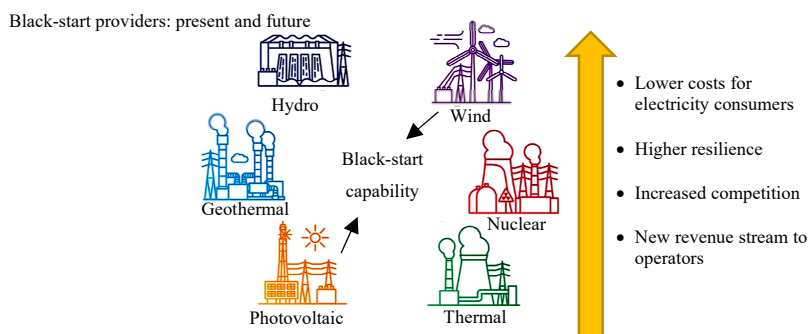 Black-start providers: present and future
Hydro
Wind
Black-start
capability
Geothermal
Nuclear
Photovoltaic
Thermal
• Lower costs for
electricity consumers
• Higher resilience
• Increased competition
• New revenue stream to
operators